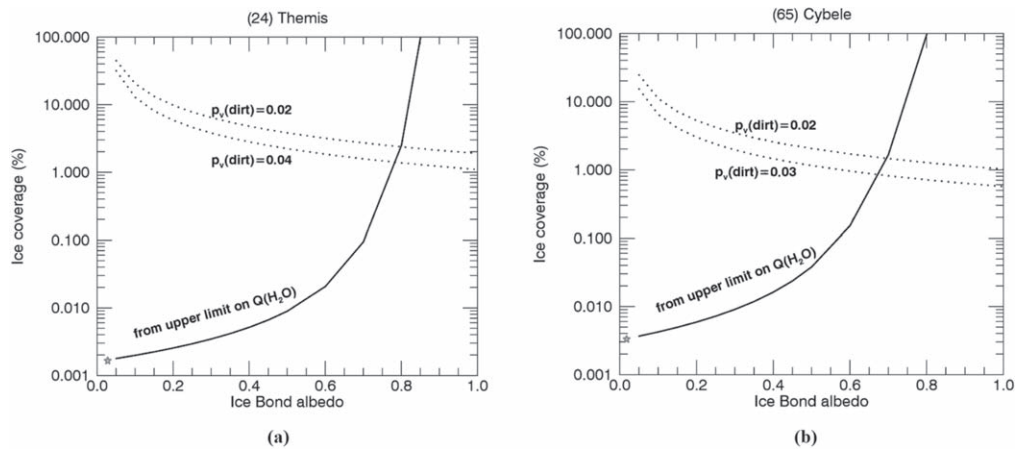 (24) Themis
100.000
10.000
1.000
0.100
0.010
0.001
Ice coverage (%)
pᵥ(dirt)=0.02
pᵥ(dirt)=0.04
from upper limit on Q(H₂O)
0.0 0.2 0.4 0.6 0.8 1.0
Ice Bond albedo
(a)
(65) Cybele
100.000
10.000
1.000
0.100
0.010
0.001
Ice coverage (%)
pᵥ(dirt)=0.02
pᵥ(dirt)=0.03
from upper limit on Q(H₂O)
0.0 0.2 0.4 0.6 0.8 1.0
Ice Bond albedo
(b)